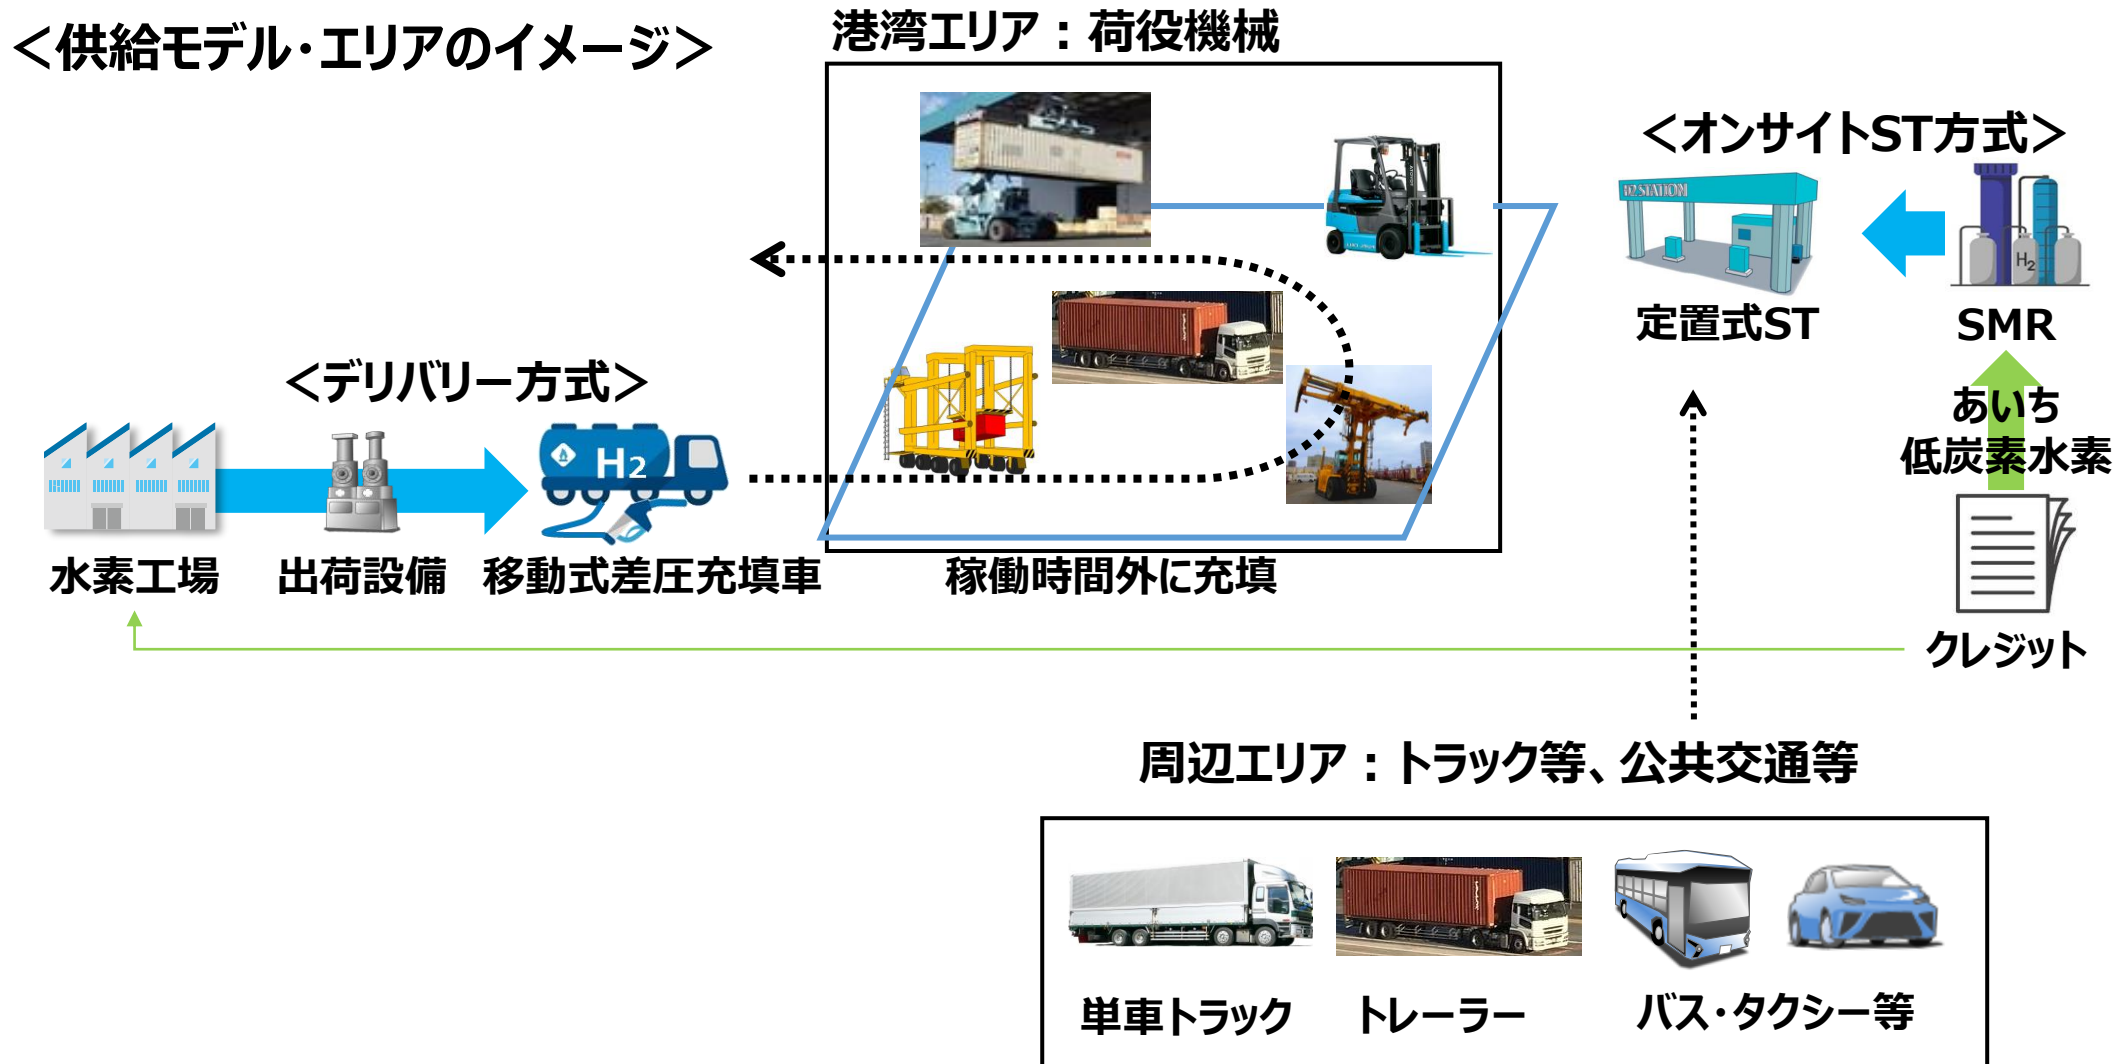 ＜供給モデル・エリアのイメージ＞
港湾エリア：荷役機械
＜オンサイトST方式＞
H2 STATION
H2
定置式ST
SMR
＜デリバリー方式＞
あいち
低炭素水素
H2
水素工場
出荷設備
移動式差圧充填車
稼働時間外に充填
クレジット
周辺エリア：トラック等、公共交通等
単車トラック
トレーラー
バス・タクシー等